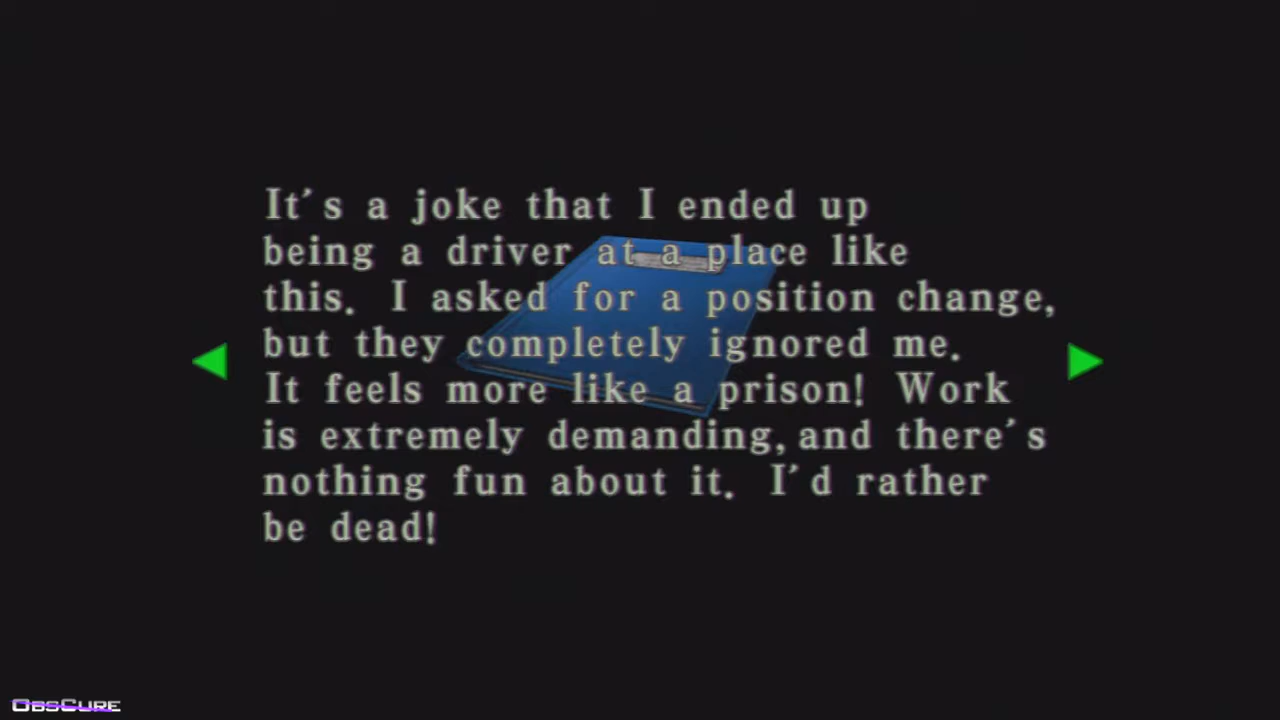 It's a joke that I ended up
being a driver at a place like
this. I asked for a position change,
but they completely ignored me.
It feels more like a prison! Work
is extremely demanding, and there's
nothing fun about it. I'd rather
be dead!
ObsCure